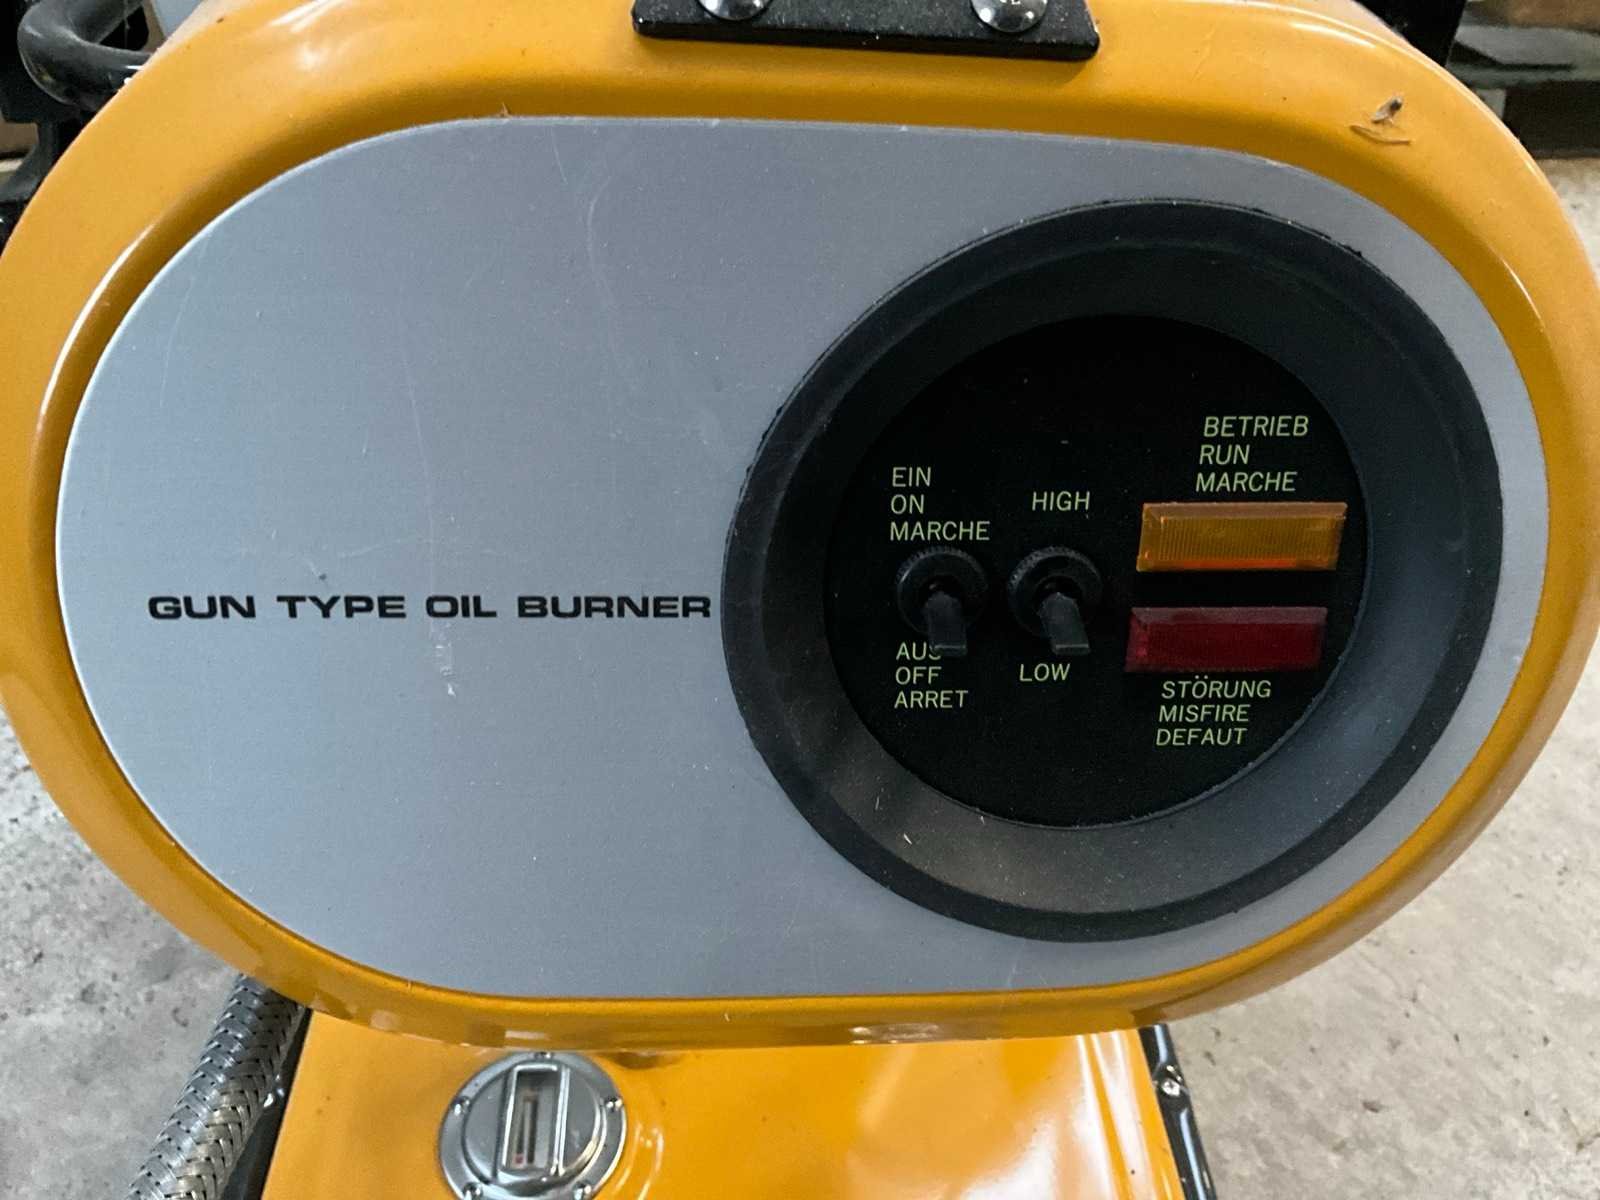 GUN TYPE OIL BURNER
EIN
ON
MARCHE
AUS
OFF
ARRET
HIGH
LOW
BETRIEB
RUN
MARCHE
STÖRUNG
MISFIRE
DEFAUT